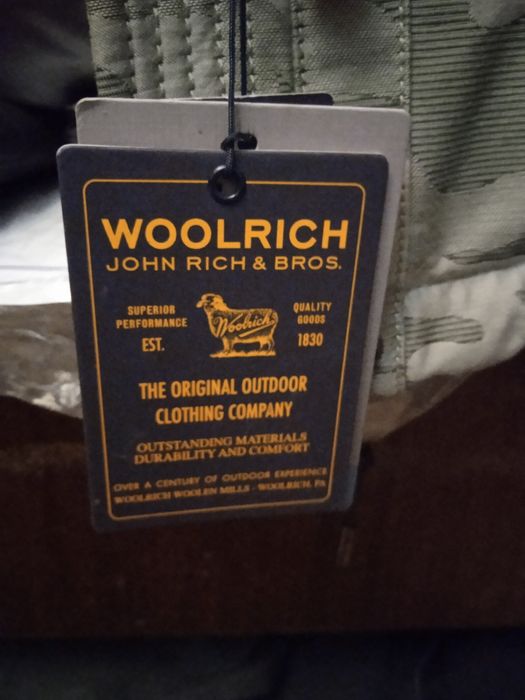 WOOLRICH
JOHN RICH & BROS.
SUPERIOR PERFORMANCE
EST.
Woolrich
QUALITY GOODS
1830
THE ORIGINAL OUTDOOR
CLOTHING COMPANY
OUTSTANDING MATERIALS
DURABILITY AND COMFORT
OVER A CENTURY OF OUTDOOR EXPERIENCE
WOOLRICH WOOLEN MILLS - WOOLRICH, PA